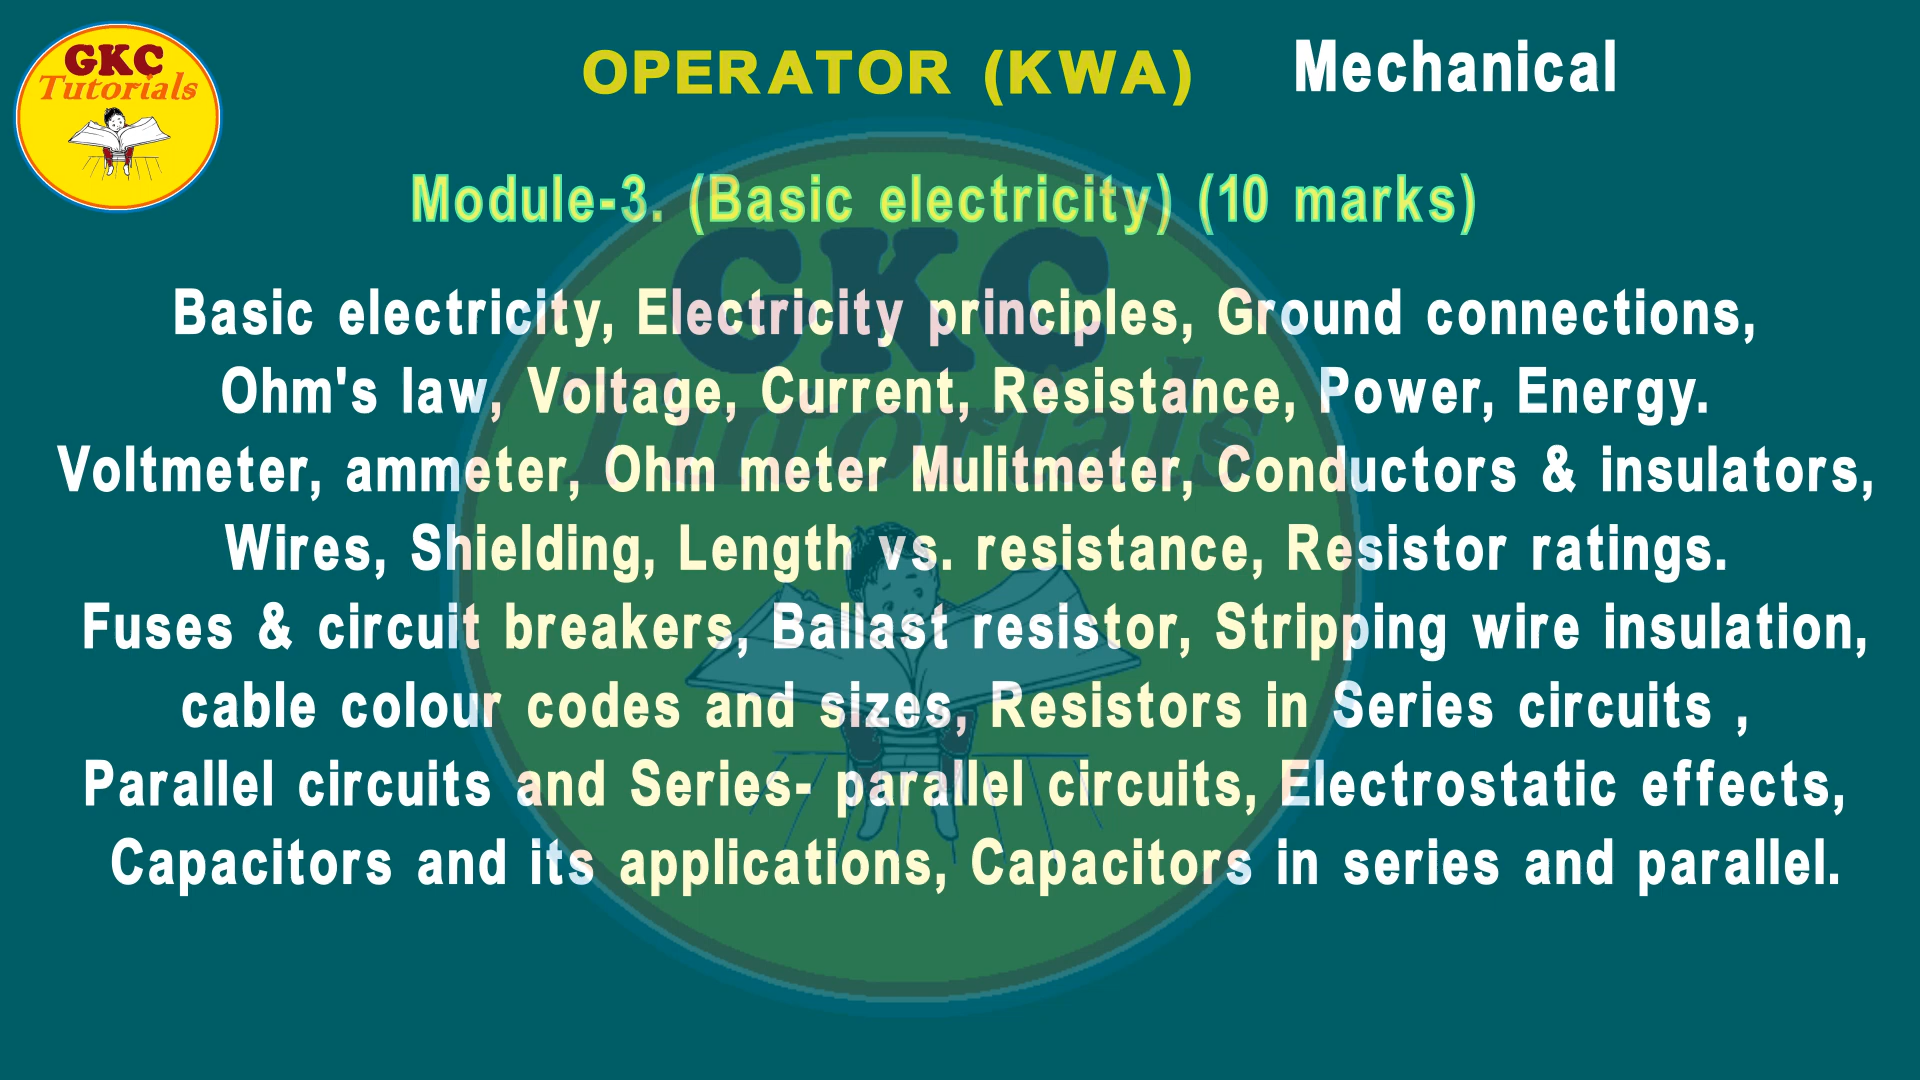 GKC
Tutorials
OPERATOR (KWA) Mechanical
Module-3. (Basic electricity) (10 marks)
Basic electricity, Electricity principles, Ground connections,
Ohm's law, Voltage, Current, Resistance, Power, Energy.
Voltmeter, ammeter, Ohm meter Mulitmeter, Conductors & insulators,
Wires, Shielding, Length vs. resistance, Resistor ratings.
Fuses & circuit breakers, Ballast resistor, Stripping wire insulation,
cable colour codes and sizes, Resistors in Series circuits ,
Parallel circuits and Series- parallel circuits, Electrostatic effects,
Capacitors and its applications, Capacitors in series and parallel.
GKC
Tutorials